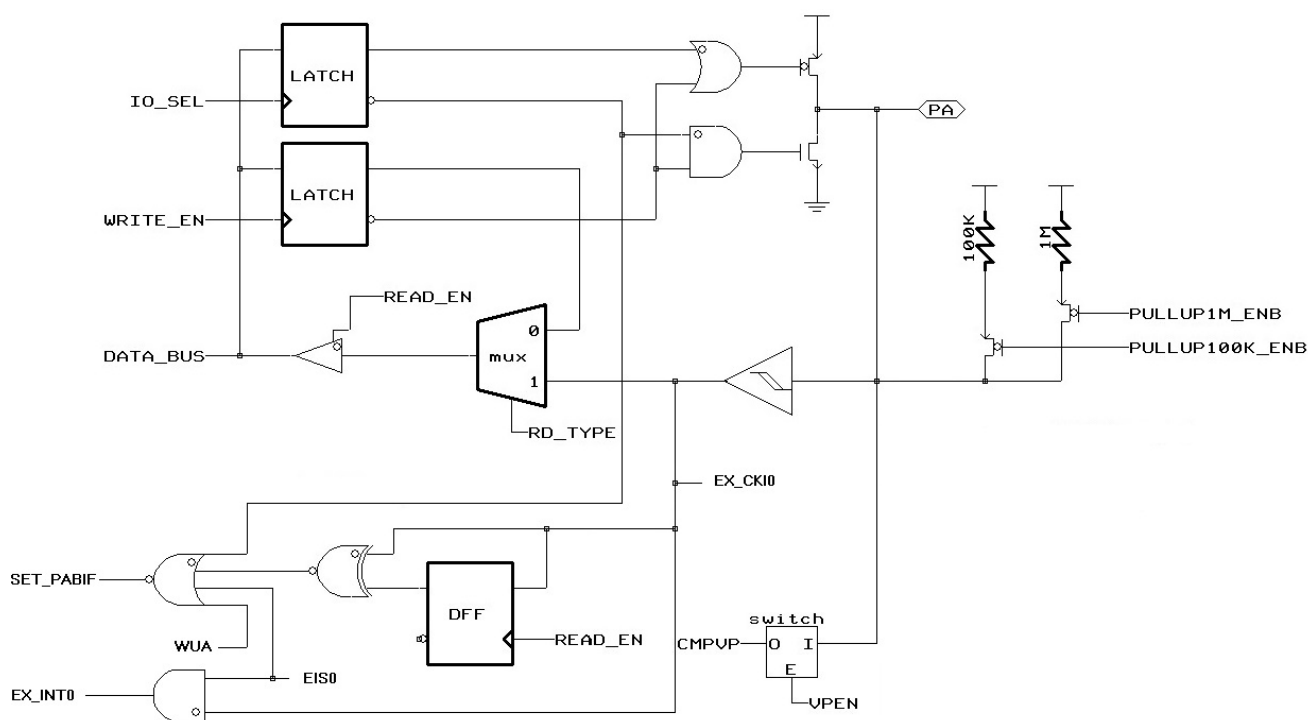 LATCH
IO_SEL
PA
LATCH
WRITE_EN
100K
1M
READ_EN
PULLUP1M_ENB
0
DATA_BUS
mux
PULLUP100K_ENB
1
RD_TYPE
EX_CKI0
SET_PABIF
DFF
switch
WUA
READ_EN
CMPVP
O I
E
EIS0
EX_INT0
VPEN